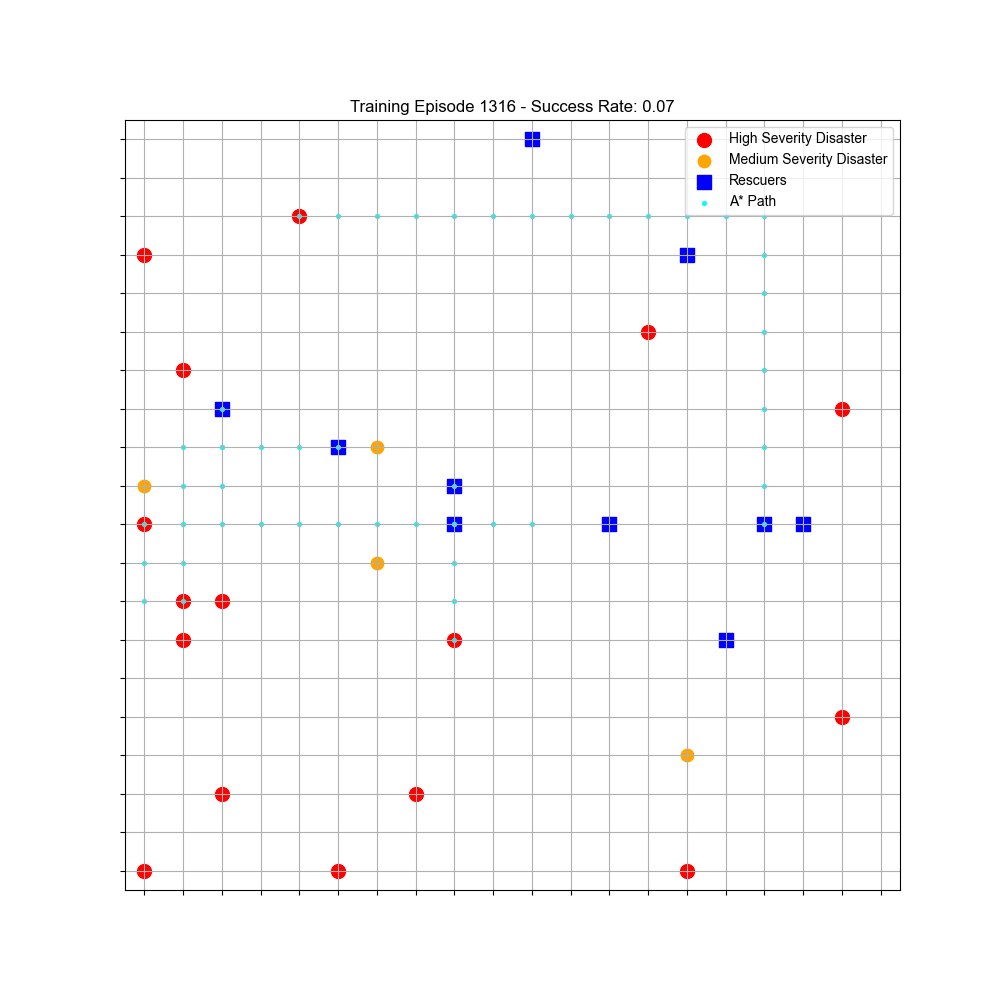 Training Episode 1316 - Success Rate: 0.07
High Severity Disaster
Medium Severity Disaster
Rescuers
A* Path